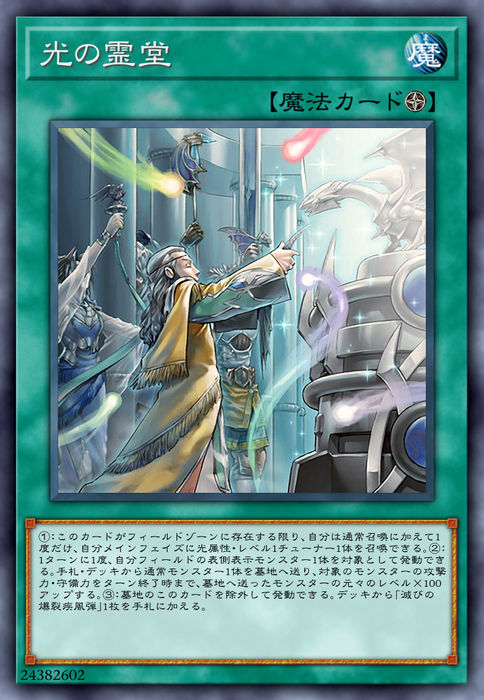 光の霊堂
魔
【魔法カード】
①:このカードがフィールドゾーンに存在する限り、自分は通常召喚に加えて1
度だけ、自分メインフェイズに光属性・レベル1チューナー1体を召喚できる。②:
1ターンに1度、自分フィールドの表側表示モンスター1体を対象として発動でき
る。手札・デッキから通常モンスター1体を墓地へ送り、対象のモンスターの攻撃
力・守備力をターン終了時まで、墓地へ送ったモンスターの元々のレベル×100
アップする。③:墓地のこのカードを除外して発動できる。デッキから「滅びの
爆裂疾風弾」1枚を手札に加える。
24382602